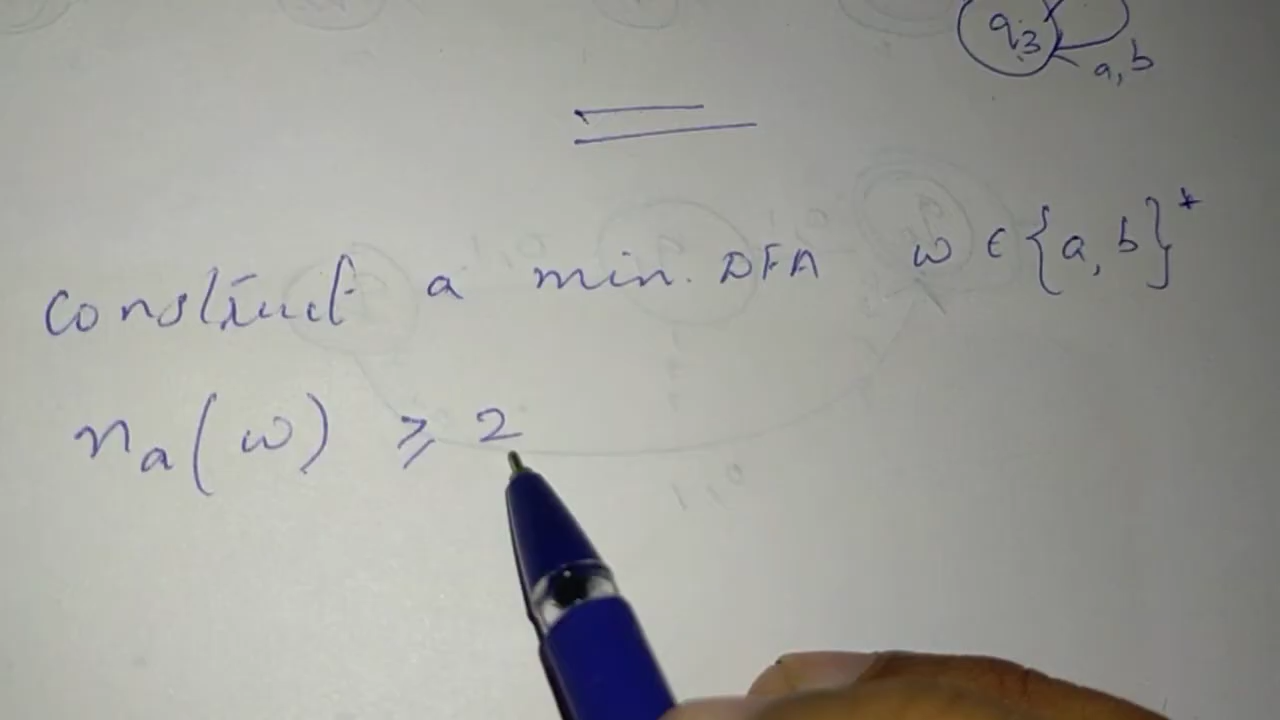 q3
a, b
construct a min. DFA w ∈ {a, b}*
na(w) ≥ 2